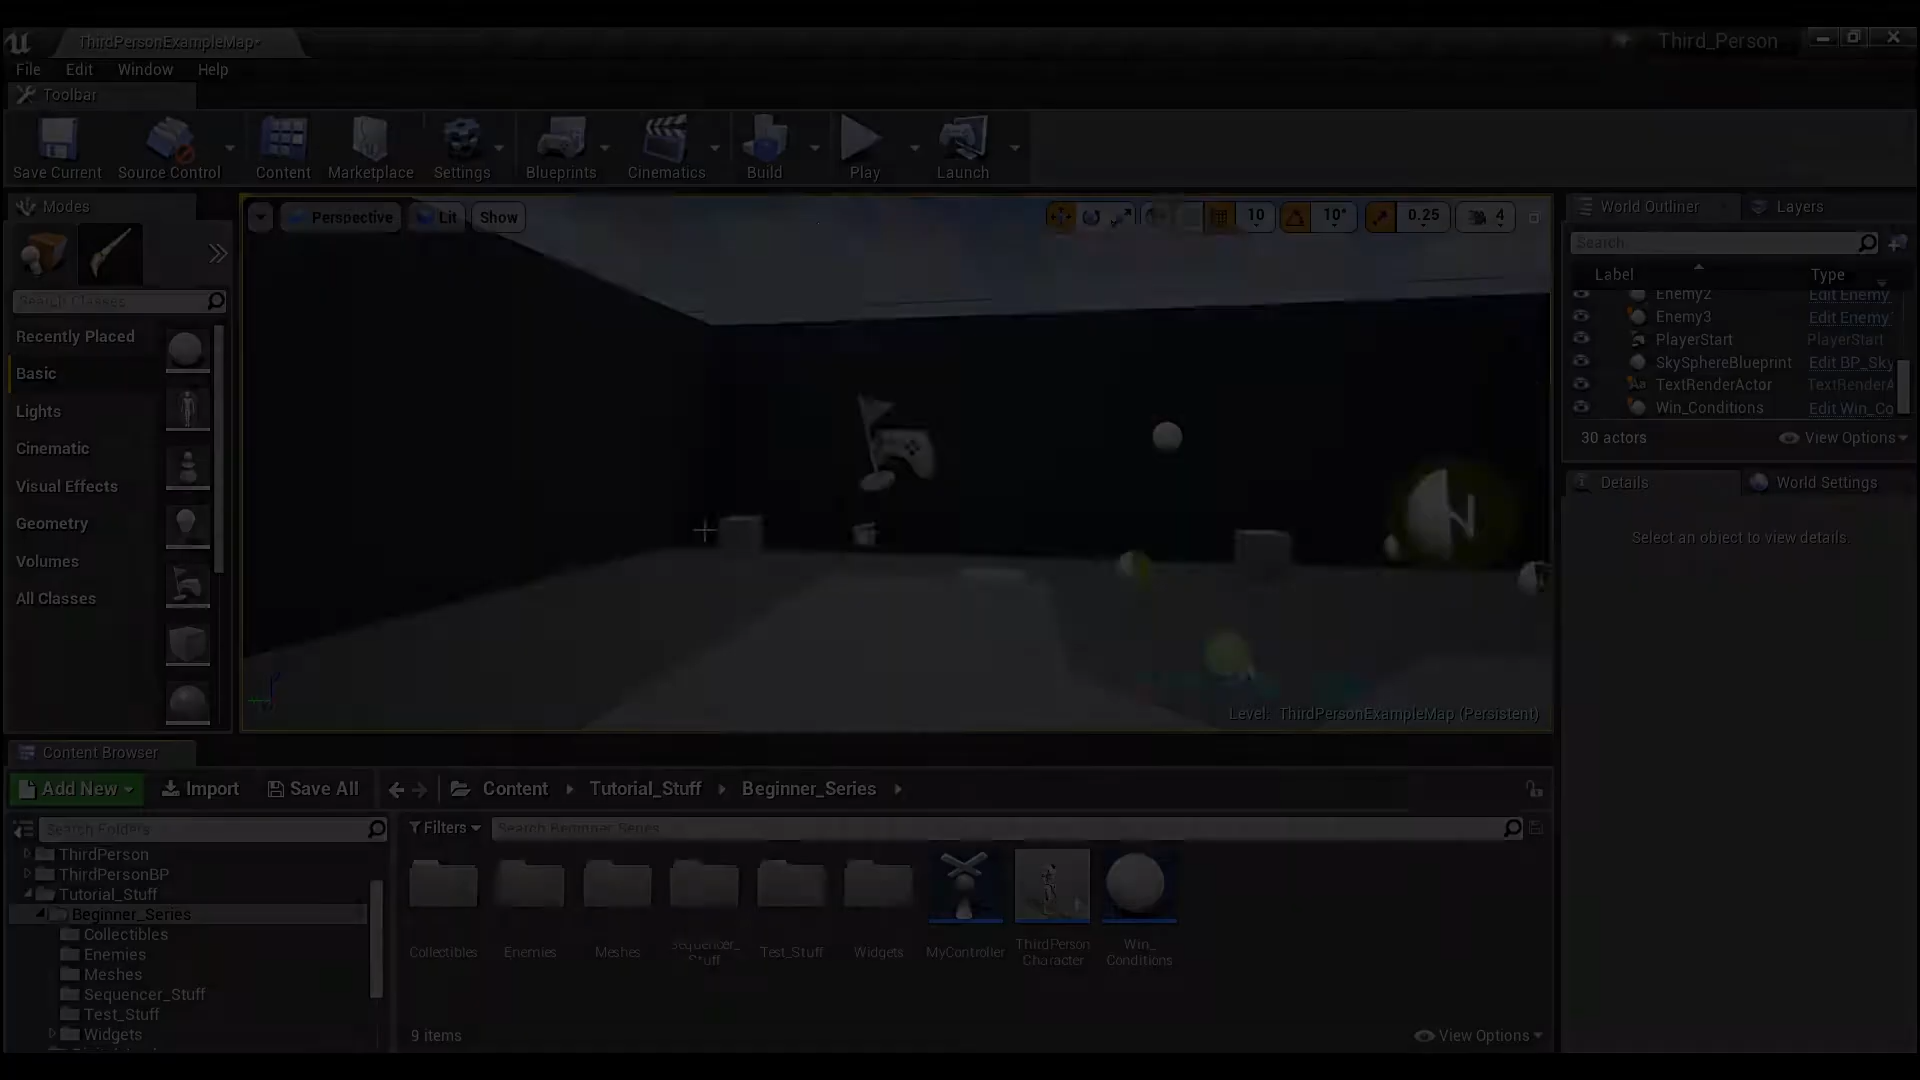 ThirdPersonExampleMap*
Third_Person
File Edit Window Help
Toolbar
Save Current Source Control Content Marketplace Settings Blueprints Cinematics Build Play Launch
Modes
Perspective Lit Show 10 10° 0.25 4
World Outliner Layers
Search Classes
Search...
Label Type
Recently Placed
Basic
Lights
Cinematic
Visual Effects
Geometry
Volumes
All Classes
Enemy2 Edit Enemy
Enemy3 Edit Enemy
PlayerStart PlayerStart
SkySphereBlueprint Edit BP_Sky
TextRenderActor TextRenderA
Win_Conditions Edit Win_Co
30 actors View Options
Details World Settings
Select an object to view details.
Level: ThirdPersonExampleMap (Persistent)
Content Browser
Add New Import Save All Content Tutorial_Stuff Beginner_Series
Search Folders
Filters Search Beginner_Series
ThirdPerson
ThirdPersonBP
Tutorial_Stuff
Beginner_Series
Collectibles
Enemies
Meshes
Sequencer_Stuff
Test_Stuff
Widgets
Collectibles
Enemies
Meshes
Sequencer_
Stuff
Test_Stuff
Widgets
MyController
ThirdPerson
Character
Win_
Conditions
9 items
View Options